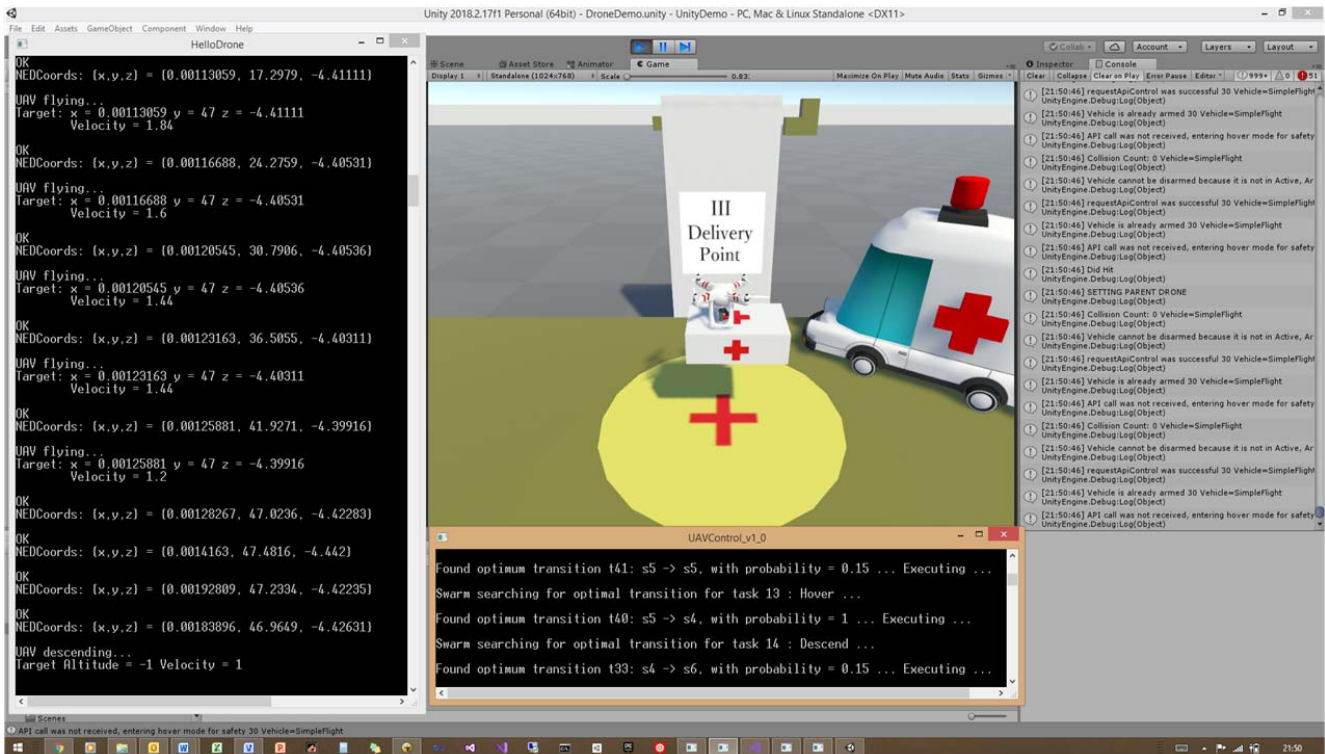 Unity 2018.2.17f1 Personal (64bit) - DroneDemo.unity - UnityDemo - PC, Mac & Linux Standalone <DX11>
File Edit Assets GameObject Component Window Help
HelloDrone
OK
NEDCoords: {x,y,z} = {0.00113059, 17.2979, -4.41111}
UAV flying...
Target: x = 0.00113059 y = 47 z = -4.41111
Velocity = 1.84
OK
NEDCoords: {x,y,z} = {0.00116688, 24.2759, -4.40531}
UAV flying...
Target: x = 0.00116688 y = 47 z = -4.40531
Velocity = 1.6
OK
NEDCoords: {x,y,z} = {0.00120545, 30.7906, -4.40536}
UAV flying...
Target: x = 0.00120545 y = 47 z = -4.40536
Velocity = 1.44
OK
NEDCoords: {x,y,z} = {0.00123163, 36.5055, -4.40311}
UAV flying...
Target: x = 0.00123163 y = 47 z = -4.40311
Velocity = 1.44
OK
NEDCoords: {x,y,z} = {0.00125881, 41.9271, -4.39916}
UAV flying...
Target: x = 0.00125881 y = 47 z = -4.39916
Velocity = 1.2
OK
NEDCoords: {x,y,z} = {0.00128267, 47.0236, -4.42283}
OK
NEDCoords: {x,y,z} = {0.0014163, 47.4816, -4.442}
OK
NEDCoords: {x,y,z} = {0.00192809, 47.2334, -4.42235}
OK
NEDCoords: {x,y,z} = {0.00183896, 46.9649, -4.42631}
UAV descending...
Target Altitude = -1 Velocity = 1
Scene Asset Store Animator Game
Display 1 Standalone (1024x768) Scale 0.83: Maximize On Play Mute Audio Stats Gizmos
III
Delivery
Point
UAVControl_v1_0
Found optimum transition t41: s5 -> s5, with probability = 0.15 ... Executing ...
Swarm searching for optimal transition for task 13 : Hover ...
Found optimum transition t40: s5 -> s4, with probability = 1 ... Executing ...
Swarm searching for optimal transition for task 14 : Descend ...
Found optimum transition t33: s4 -> s6, with probability = 0.15 ... Executing ...
Collab Account Layers Layout
Inspector Console
Clear Collapse Clear on Play Error Pause Editor 999+ 0 51
UnityEngine.Debug:Log(Object)
[21:50:46] requestApiControl was successful 30 Vehicle=SimpleFlight
UnityEngine.Debug:Log(Object)
[21:50:46] Vehicle is already armed 30 Vehicle=SimpleFlight
UnityEngine.Debug:Log(Object)
[21:50:46] API call was not received, entering hover mode for safety
UnityEngine.Debug:Log(Object)
[21:50:46] Collision Count: 0 Vehicle=SimpleFlight
UnityEngine.Debug:Log(Object)
[21:50:46] Vehicle cannot be disarmed because it is not in Active, Ar
UnityEngine.Debug:Log(Object)
[21:50:46] requestApiControl was successful 30 Vehicle=SimpleFlight
UnityEngine.Debug:Log(Object)
[21:50:46] Vehicle is already armed 30 Vehicle=SimpleFlight
UnityEngine.Debug:Log(Object)
[21:50:46] API call was not received, entering hover mode for safety
UnityEngine.Debug:Log(Object)
[21:50:46] Did Hit
UnityEngine.Debug:Log(Object)
[21:50:46] SETTING PARENT DRONE
UnityEngine.Debug:Log(Object)
[21:50:46] Collision Count: 0 Vehicle=SimpleFlight
UnityEngine.Debug:Log(Object)
[21:50:46] Vehicle cannot be disarmed because it is not in Active, Ar
UnityEngine.Debug:Log(Object)
[21:50:46] requestApiControl was successful 30 Vehicle=SimpleFlight
UnityEngine.Debug:Log(Object)
[21:50:46] Vehicle is already armed 30 Vehicle=SimpleFlight
UnityEngine.Debug:Log(Object)
[21:50:46] API call was not received, entering hover mode for safety
UnityEngine.Debug:Log(Object)
[21:50:46] Collision Count: 0 Vehicle=SimpleFlight
UnityEngine.Debug:Log(Object)
[21:50:46] Vehicle cannot be disarmed because it is not in Active, Ar
UnityEngine.Debug:Log(Object)
[21:50:46] requestApiControl was successful 30 Vehicle=SimpleFlight
UnityEngine.Debug:Log(Object)
[21:50:46] Vehicle is already armed 30 Vehicle=SimpleFlight
UnityEngine.Debug:Log(Object)
[21:50:46] API call was not received, entering hover mode for safety
UnityEngine.Debug:Log(Object)
Scenes
API call was not received, entering hover mode for safety 30 Vehicle=SimpleFlight
21:50